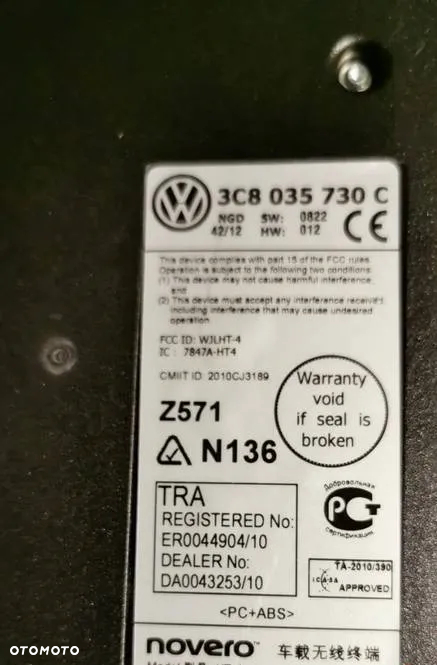 3C8 035 730 C
NGD SW: 0822
42/12 HW: 012
CE
This device complies with part 15 of the FCC rules.
Operation is subject to the following two conditions:
(1) This device may not cause harmful interference,
and
(2) This device must accept any interference received,
including interference that may cause undesired
operation
FCC ID: WJLHT-4
IC : 7847A-HT4
CMIIT ID: 2010CJ3189
Warranty
void
if seal is
broken
Z571
N136
TRA
REGISTERED No:
ER0044904/10
DEALER No:
DA0043253/10
Добровольная
сертификация
TA-2010/390
ICASA
APPROVED
<PC+ABS>
novero™ 车载无线终端
OTOMOTO